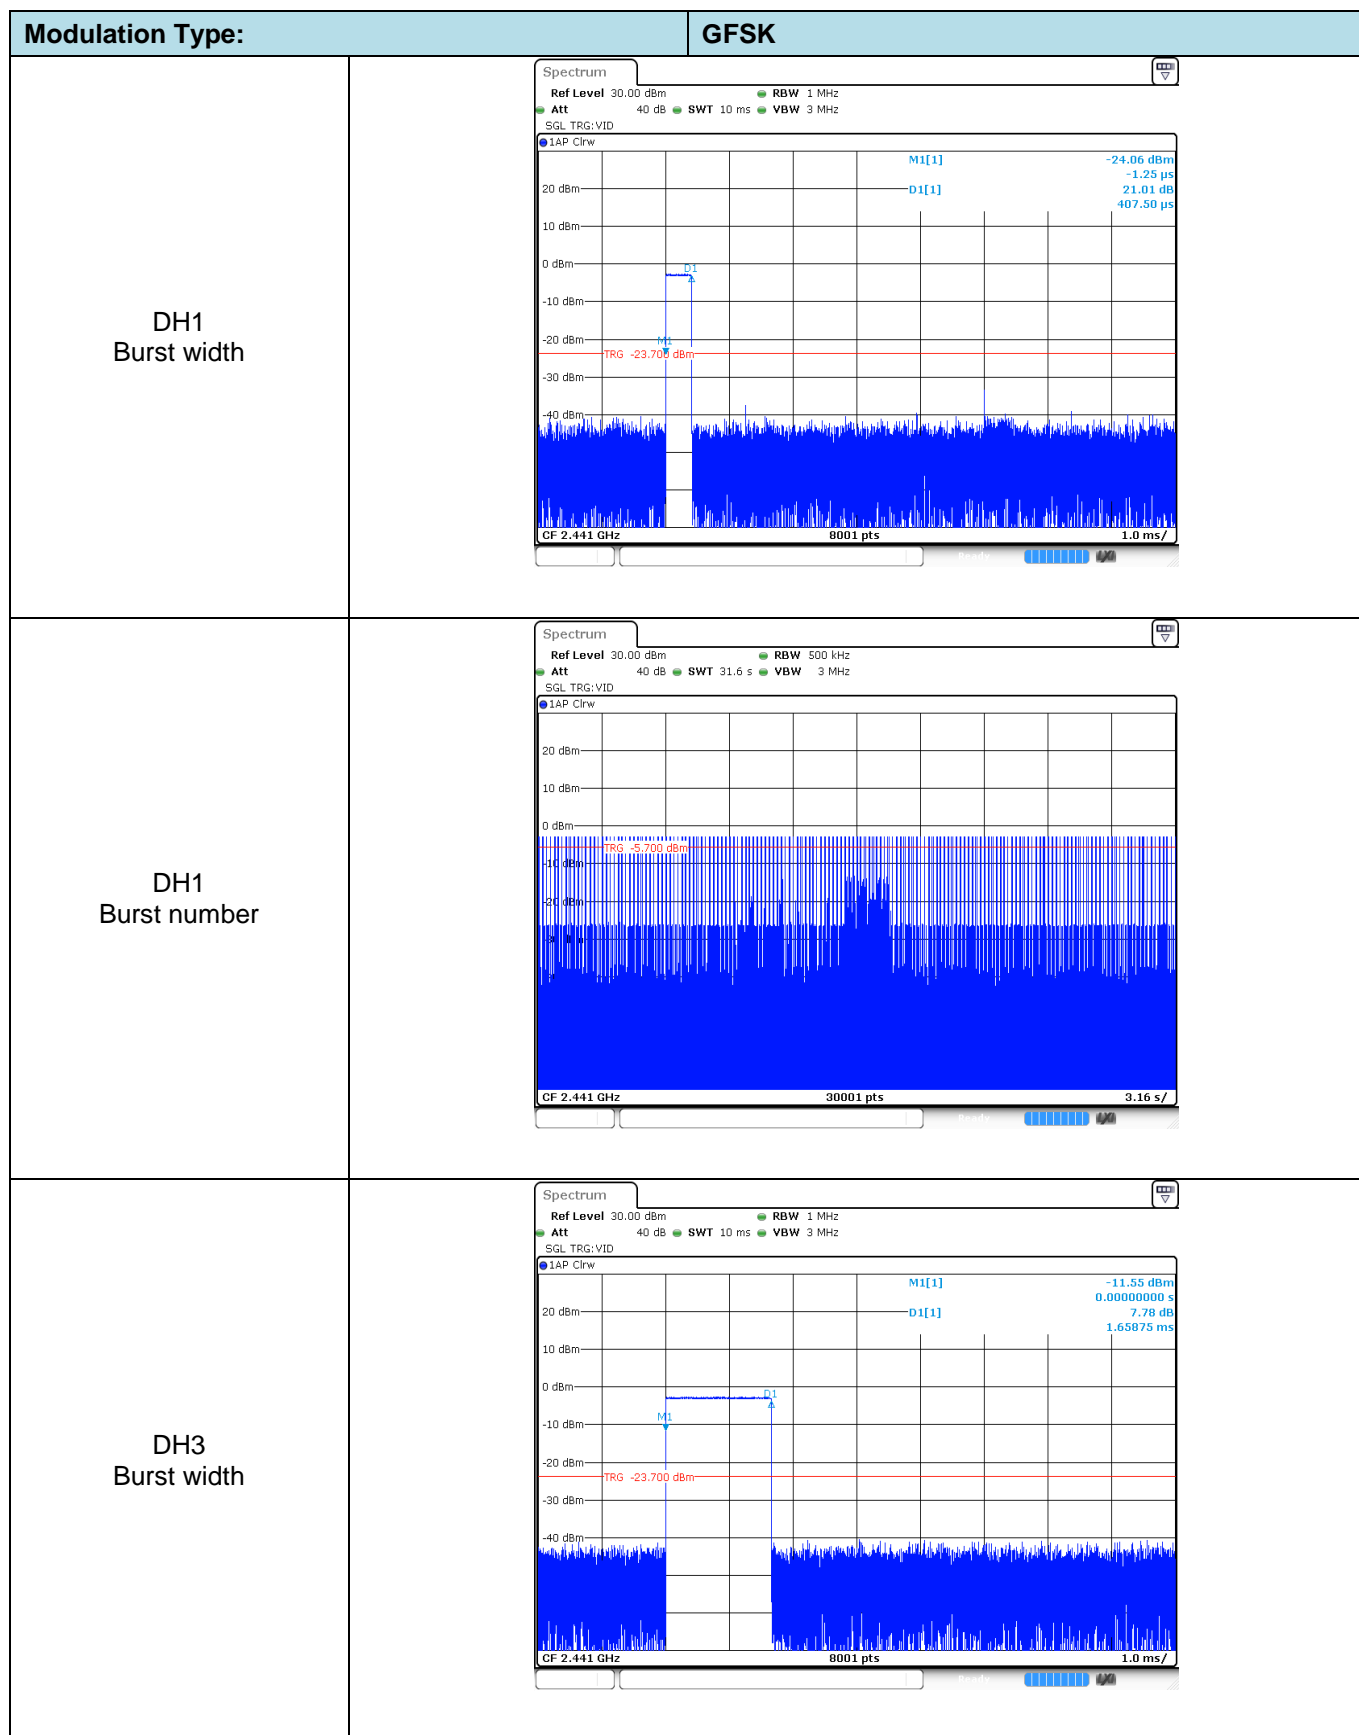 Modulation Type: GFSK
DH1
Burst width
Spectrum
Ref Level 30.00 dBm RBW 1 MHz
Att 40 dB SWT 10 ms VBW 3 MHz
SGL TRG:VID
1AP Clrw
M1[1] -24.06 dBm
-1.25 µs
D1[1] 21.01 dB
407.50 µs
20 dBm
10 dBm
0 dBm
D1
-10 dBm
-20 dBm
M1
TRG -23.700 dBm
-30 dBm
-40 dBm
CF 2.441 GHz 8001 pts 1.0 ms/
Ready
DH1
Burst number
Spectrum
Ref Level 30.00 dBm RBW 500 kHz
Att 40 dB SWT 31.6 s VBW 3 MHz
SGL TRG:VID
1AP Clrw
20 dBm
10 dBm
0 dBm
TRG -5.700 dBm
-10 dBm
-20 dBm
CF 2.441 GHz 30001 pts 3.16 s/
Ready
DH3
Burst width
Spectrum
Ref Level 30.00 dBm RBW 1 MHz
Att 40 dB SWT 10 ms VBW 3 MHz
SGL TRG:VID
1AP Clrw
M1[1] -11.55 dBm
0.00000000 s
D1[1] 7.78 dB
1.65875 ms
20 dBm
10 dBm
0 dBm
D1
M1
-10 dBm
-20 dBm
TRG -23.700 dBm
-30 dBm
-40 dBm
CF 2.441 GHz 8001 pts 1.0 ms/
Ready